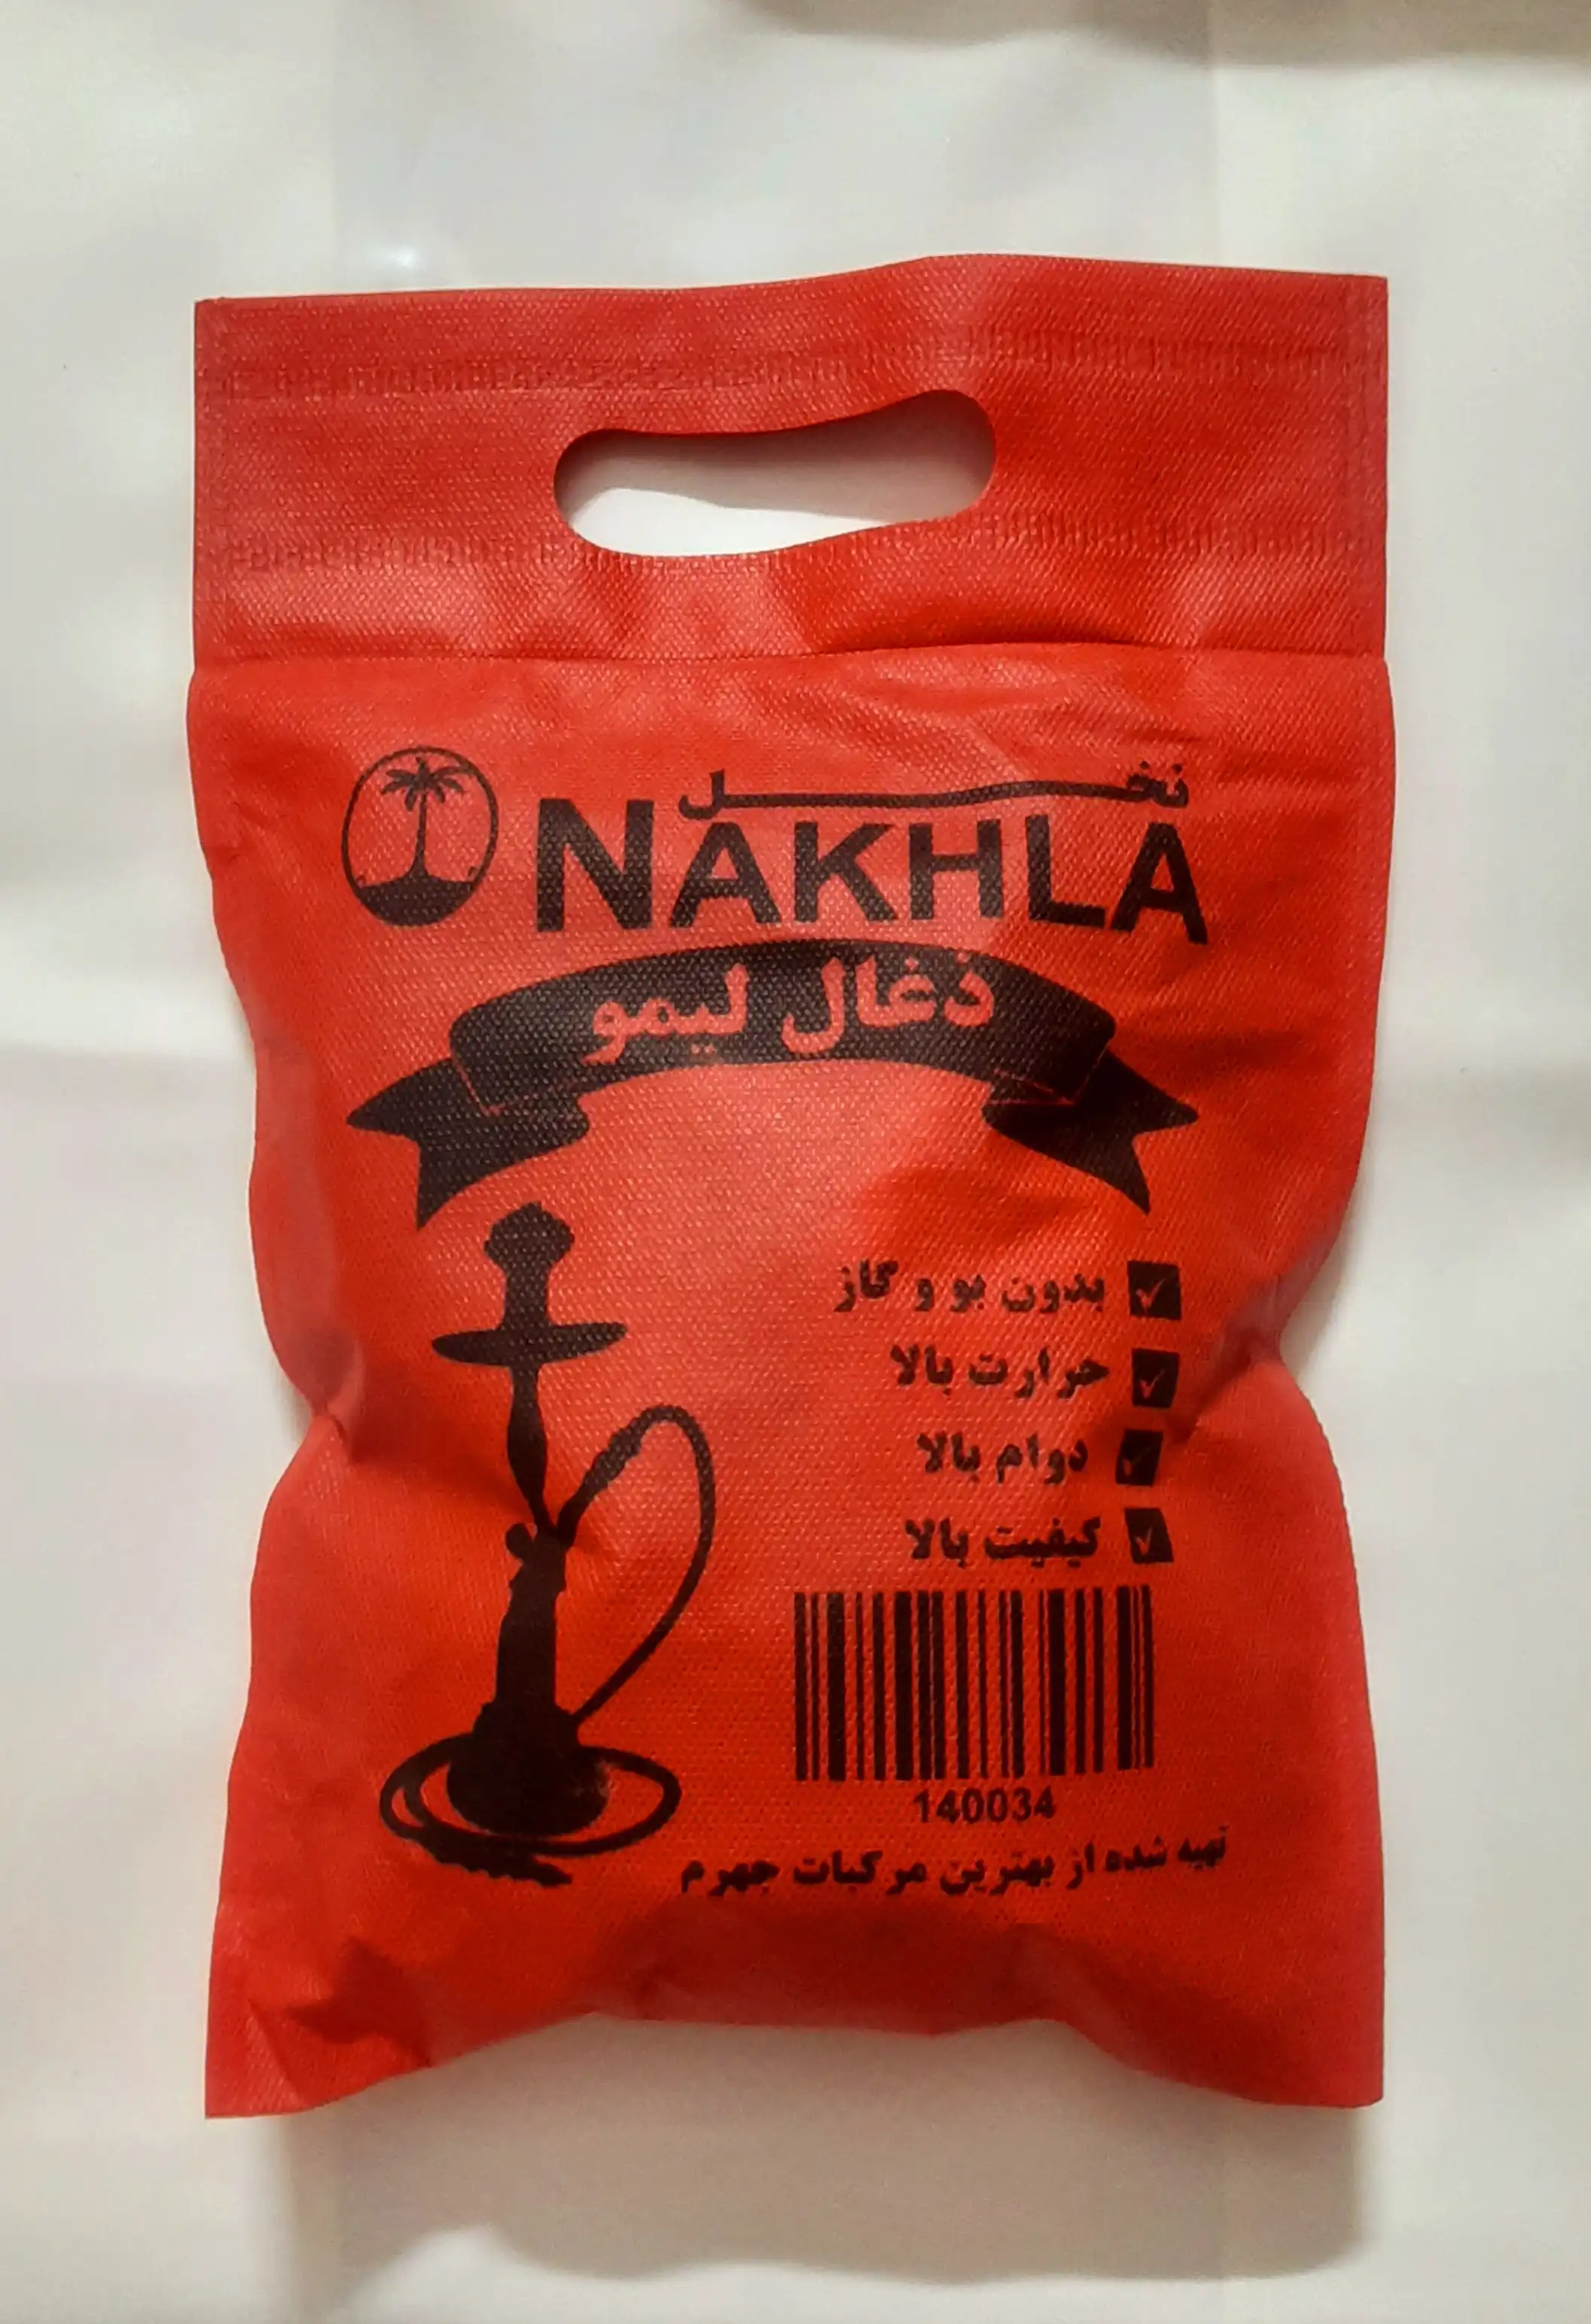 نخل
NAKHLA
ذغال لیمو
بدون بو و گاز
حرارت بالا
دوام بالا
کیفیت بالا
140034
تهیه شده از بهترین مرکبات جهرم